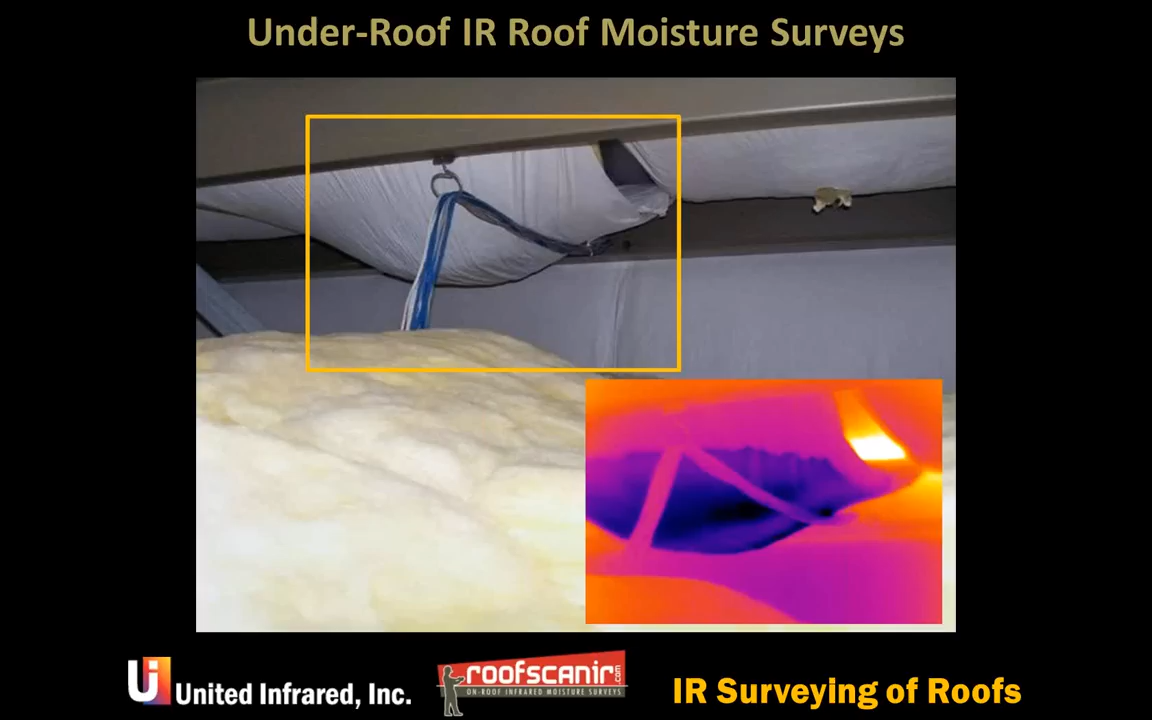 Under-Roof IR Roof Moisture Surveys
Ui United Infrared, Inc.
roofscanir.com
ON-ROOF INFRARED MOISTURE SURVEYS
IR Surveying of Roofs